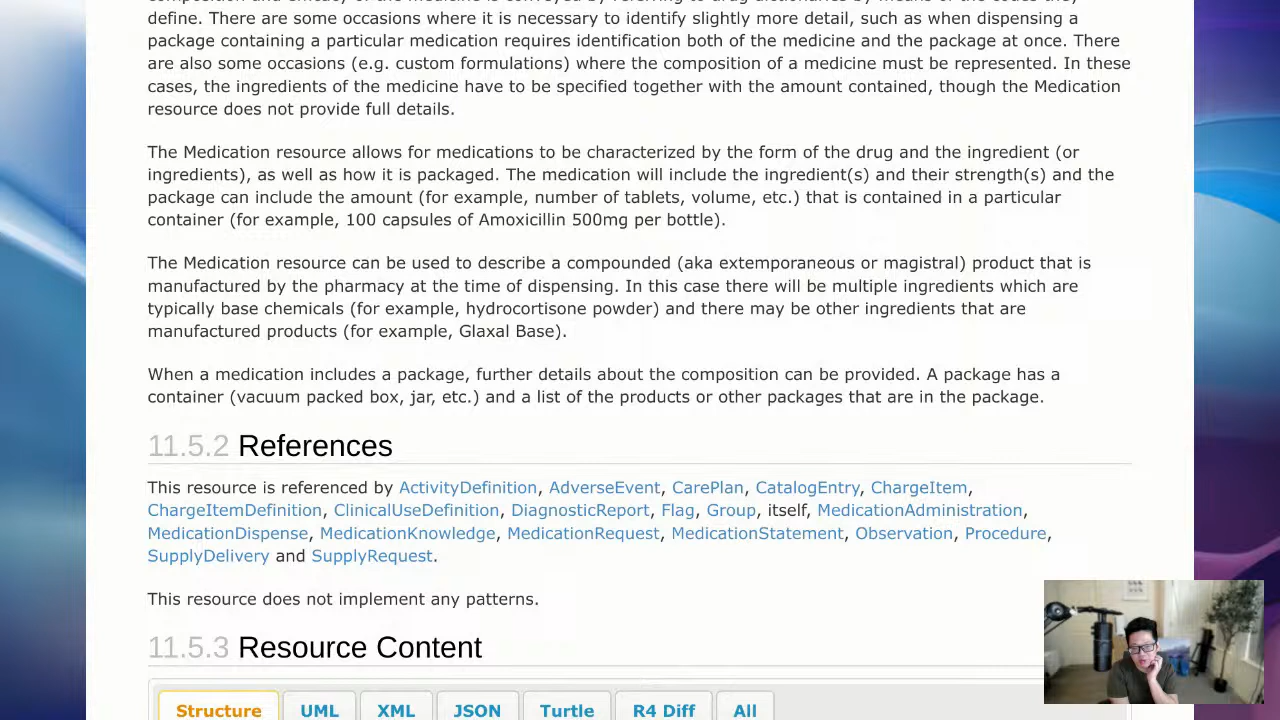 define. There are some occasions where it is necessary to identify slightly more detail, such as when dispensing a
package containing a particular medication requires identification both of the medicine and the package at once. There
are also some occasions (e.g. custom formulations) where the composition of a medicine must be represented. In these
cases, the ingredients of the medicine have to be specified together with the amount contained, though the Medication
resource does not provide full details.
The Medication resource allows for medications to be characterized by the form of the drug and the ingredient (or
ingredients), as well as how it is packaged. The medication will include the ingredient(s) and their strength(s) and the
package can include the amount (for example, number of tablets, volume, etc.) that is contained in a particular
container (for example, 100 capsules of Amoxicillin 500mg per bottle).
The Medication resource can be used to describe a compounded (aka extemporaneous or magistral) product that is
manufactured by the pharmacy at the time of dispensing. In this case there will be multiple ingredients which are
typically base chemicals (for example, hydrocortisone powder) and there may be other ingredients that are
manufactured products (for example, Glaxal Base).
When a medication includes a package, further details about the composition can be provided. A package has a
container (vacuum packed box, jar, etc.) and a list of the products or other packages that are in the package.
11.5.2 References
This resource is referenced by ActivityDefinition, AdverseEvent, CarePlan, CatalogEntry, ChargeItem,
ChargeItemDefinition, ClinicalUseDefinition, DiagnosticReport, Flag, Group, itself, MedicationAdministration,
MedicationDispense, MedicationKnowledge, MedicationRequest, MedicationStatement, Observation, Procedure,
SupplyDelivery and SupplyRequest.
This resource does not implement any patterns.
11.5.3 Resource Content
Structure UML XML JSON Turtle R4 Diff All